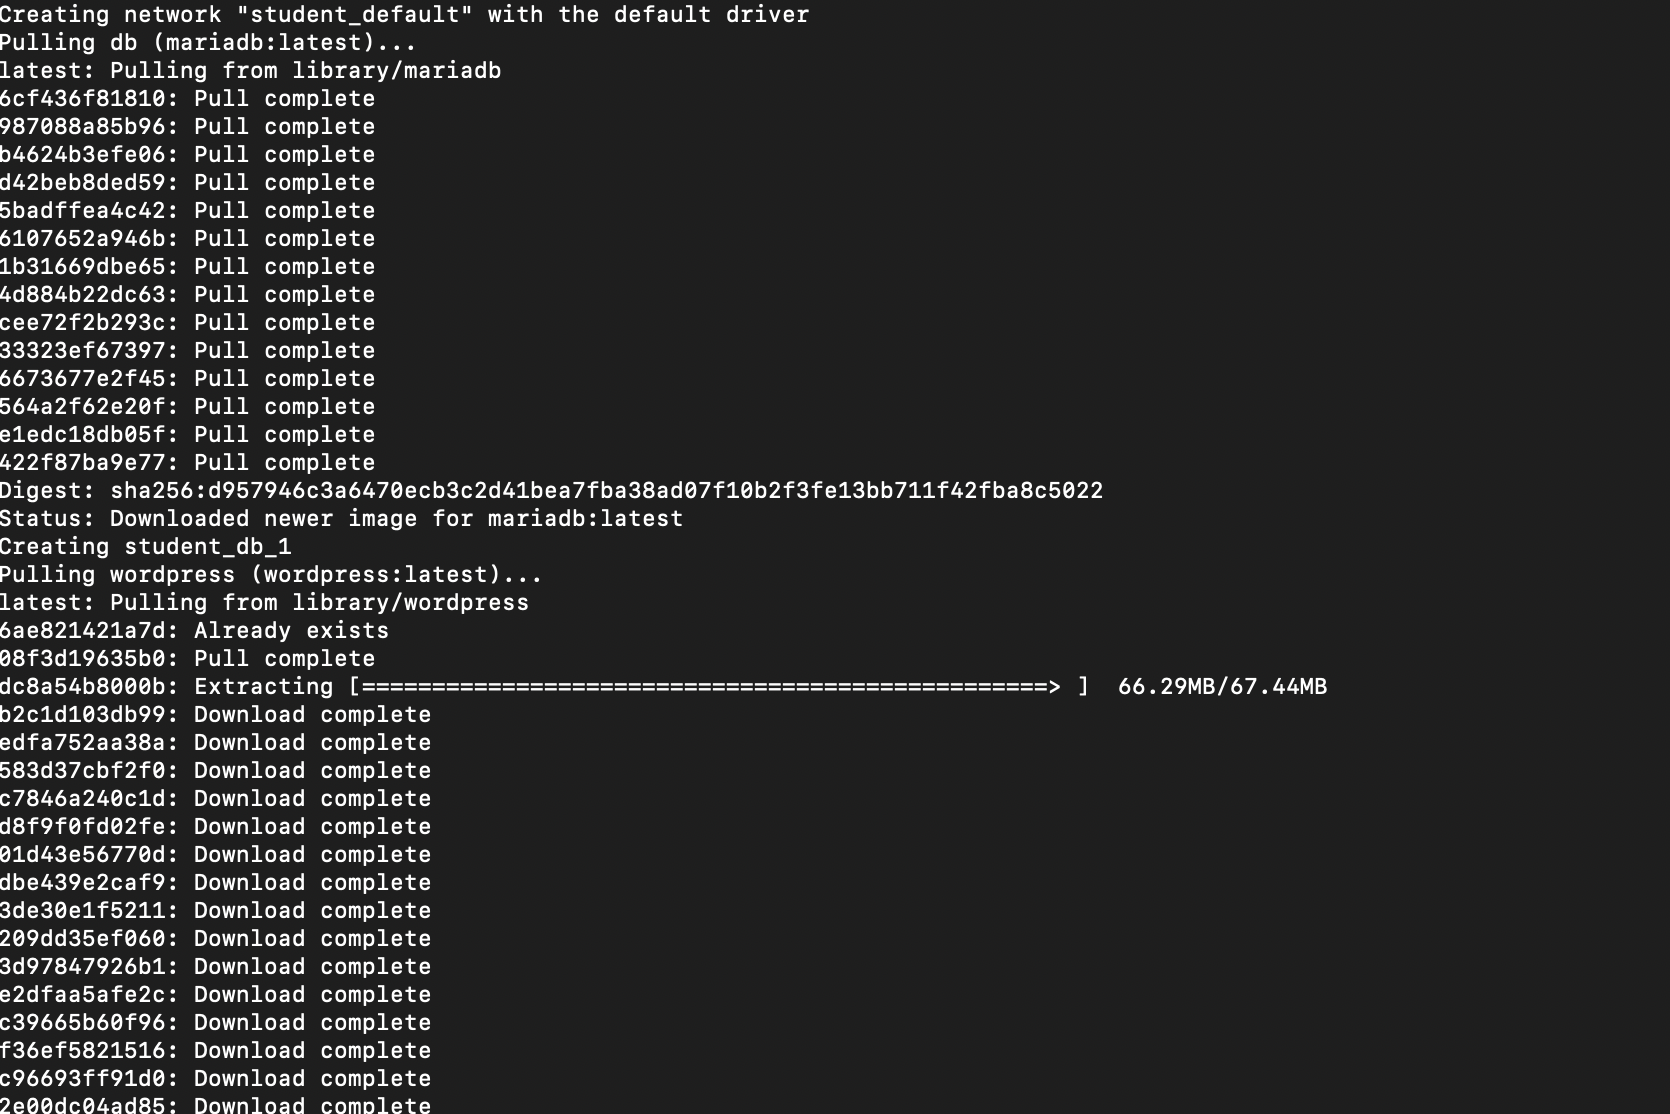 Creating network "student_default" with the default driver
Pulling db (mariadb:latest)...
latest: Pulling from library/mariadb
6cf436f81810: Pull complete
987088a85b96: Pull complete
b4624b3efe06: Pull complete
d42beb8ded59: Pull complete
5badffea4c42: Pull complete
6107652a946b: Pull complete
1b31669dbe65: Pull complete
4d884b22dc63: Pull complete
cee72f2b293c: Pull complete
33323ef67397: Pull complete
6673677e2f45: Pull complete
564a2f62e20f: Pull complete
e1edc18db05f: Pull complete
422f87ba9e77: Pull complete
Digest: sha256:d957946c3a6470ecb3c2d41bea7fba38ad07f10b2f3fe13bb711f42fba8c5022
Status: Downloaded newer image for mariadb:latest
Creating student_db_1
Pulling wordpress (wordpress:latest)...
latest: Pulling from library/wordpress
6ae821421a7d: Already exists
08f3d19635b0: Pull complete
dc8a54b8000b: Extracting [=================================================> ]  66.29MB/67.44MB
b2c1d103db99: Download complete
edfa752aa38a: Download complete
583d37cbf2f0: Download complete
c7846a240c1d: Download complete
d8f9f0fd02fe: Download complete
01d43e56770d: Download complete
dbe439e2caf9: Download complete
3de30e1f5211: Download complete
209dd35ef060: Download complete
3d97847926b1: Download complete
e2dfaa5afe2c: Download complete
c39665b60f96: Download complete
f36ef5821516: Download complete
c96693ff91d0: Download complete
2e00dc04ad85: Download complete